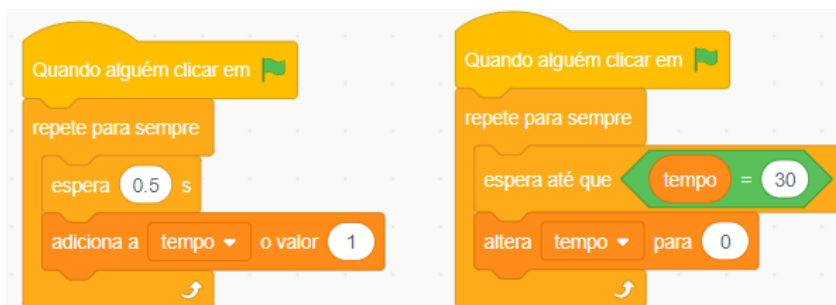 Quando alguém clicar em
repete para sempre
espera 0.5 s
adiciona a tempo o valor 1
Quando alguém clicar em
repete para sempre
espera até que tempo = 30
altera tempo para 0